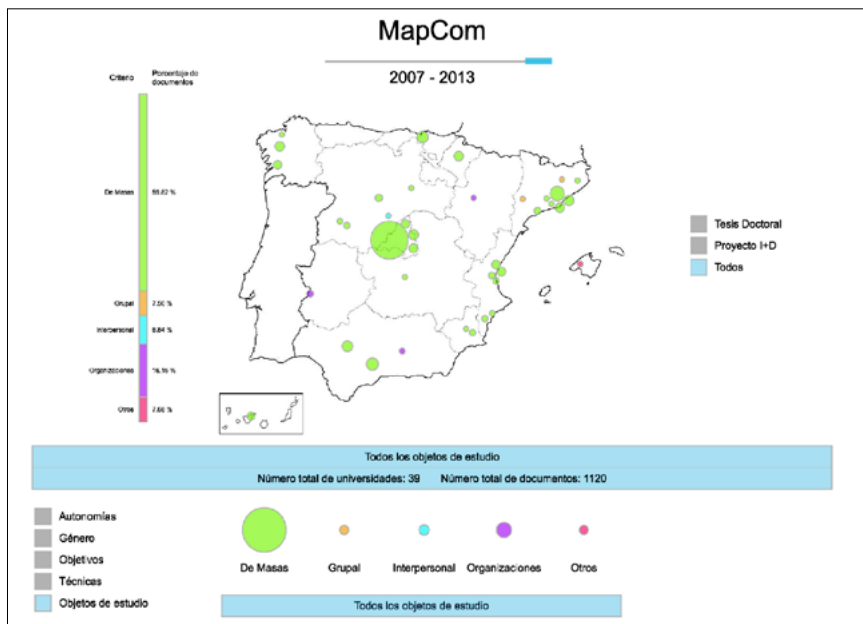 MapCom
2007 - 2013
Criterio
Porcentaje de
documentos
De Masas
Grupal
Interpersonal
Organizaciones
Otros
Tesis Doctoral
Proyecto I+D
Todos
Todos los objetos de estudio
Número total de universidades: 39 Número total de documentos: 1120
Autonomías
Género
Objetivos
Técnicas
Objetos de estudio
De Masas
Grupal
Interpersonal
Organizaciones
Otros
Todos los objetos de estudio